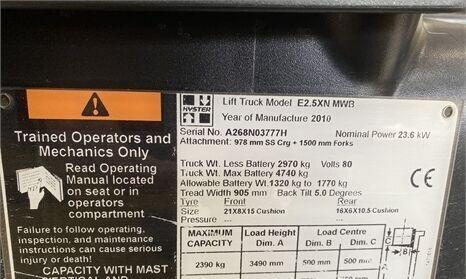 HYSTER
Lift Truck Model E2.5XN MWB
Year of Manufacture 2010
Serial No. A268N03777H Nominal Power 23.6 kW
Attachment: 978 mm SS Crg + 1500 mm Forks
Truck Wt. Less Battery 2970 kg Volts 80
Truck Wt. Max Battery 4740 kg
Allowable Battery Wt. 1320 kg to 1770 kg
Tread Width 905 mm Back Tilt 5.0 Degrees
Tyre Front Rear
Size 21X8X15 Cushion 16X6X10.5 Cushion
Pressure ... ...
MAXIMUM CAPACITY Load Height Load Centre
Dim. A Dim. B Dim. C
2390 kg 3490 mm 500 mm 500 mm
CE
Trained Operators and
Mechanics Only
Read Operating
Manual located
on seat or in
operators
compartment
Failure to follow operating,
inspection, and maintenance
instructions can cause serious
injury or death!
CAPACITY WITH MAST